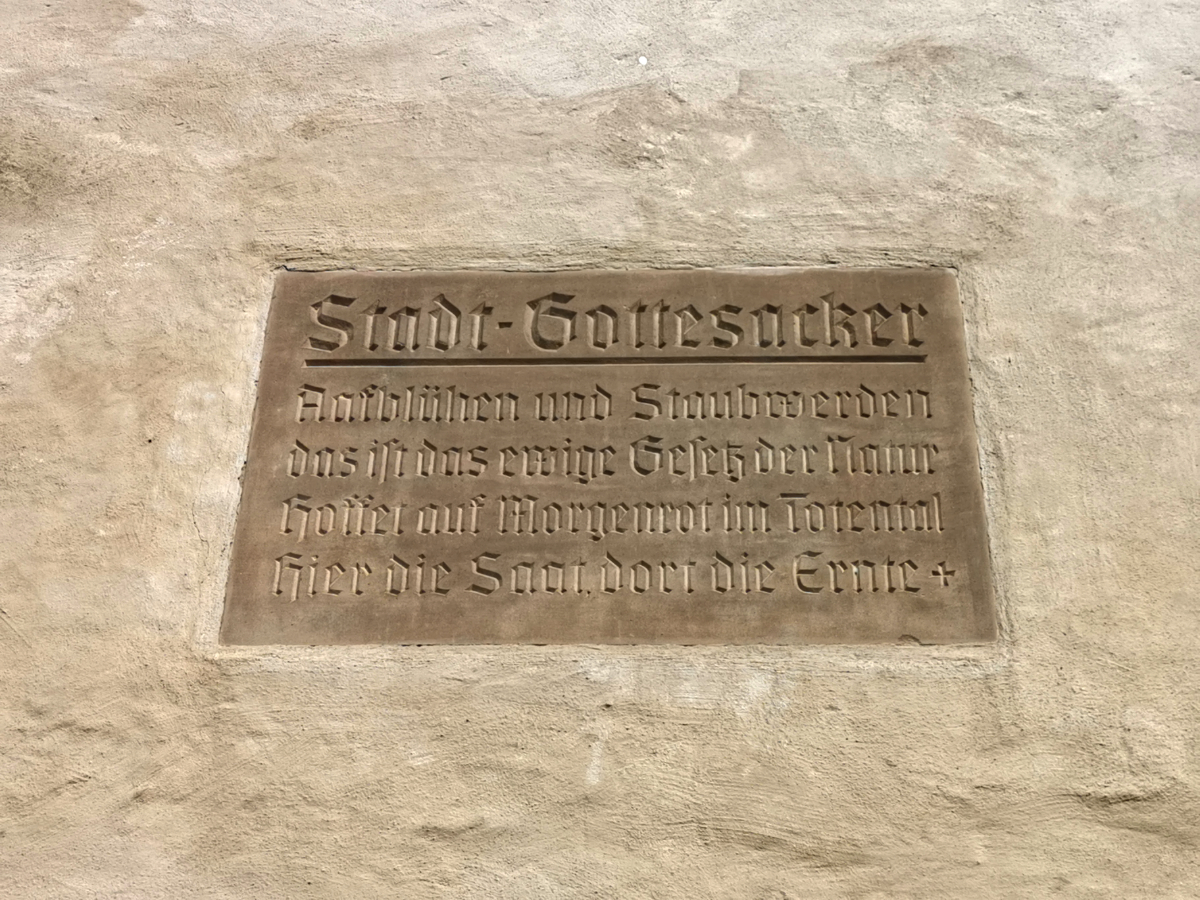 Stadt-Gottesacker
Aufblühen und Staubwerden
das ist das ewige Gesetz der Natur
Hoffet auf Morgenrot im Totental
Hier die Saat, dort die Ernte +